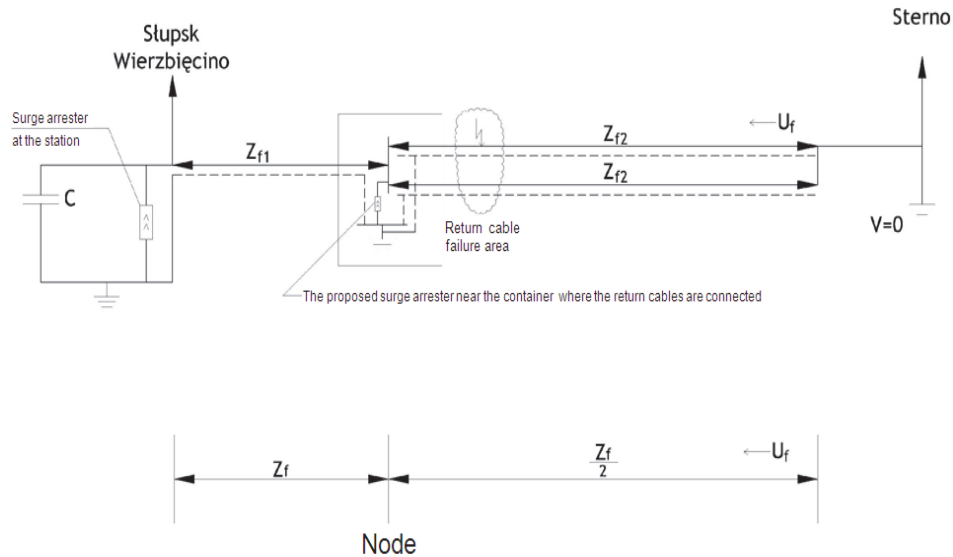 Sterno
Słupsk
Wierzbięcino
Surge arrester
at the station
Zf1
Zf2
Uf
Zf2
C
Return cable
failure area
V=0
The proposed surge arrester near the container where the return cables are connected
Zf
Zf
2
Uf
Node